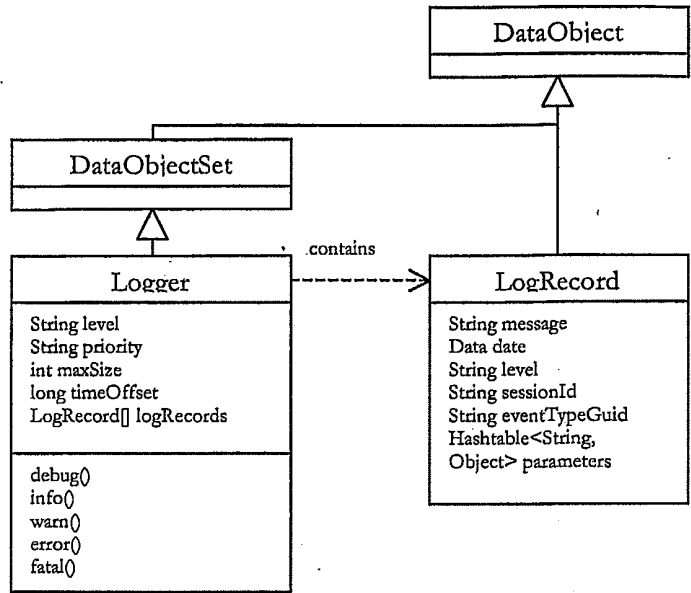 DataObject
DataObjectSet
contains
Logger
String level
String priority
int maxSize
long timeOffset
LogRecord[] logRecords
debug()
info()
warn()
error()
fatal()
LogRecord
String message
Data date
String level
String sessionId
String eventTypeGuid
Hashtable<String,
Object> parameters